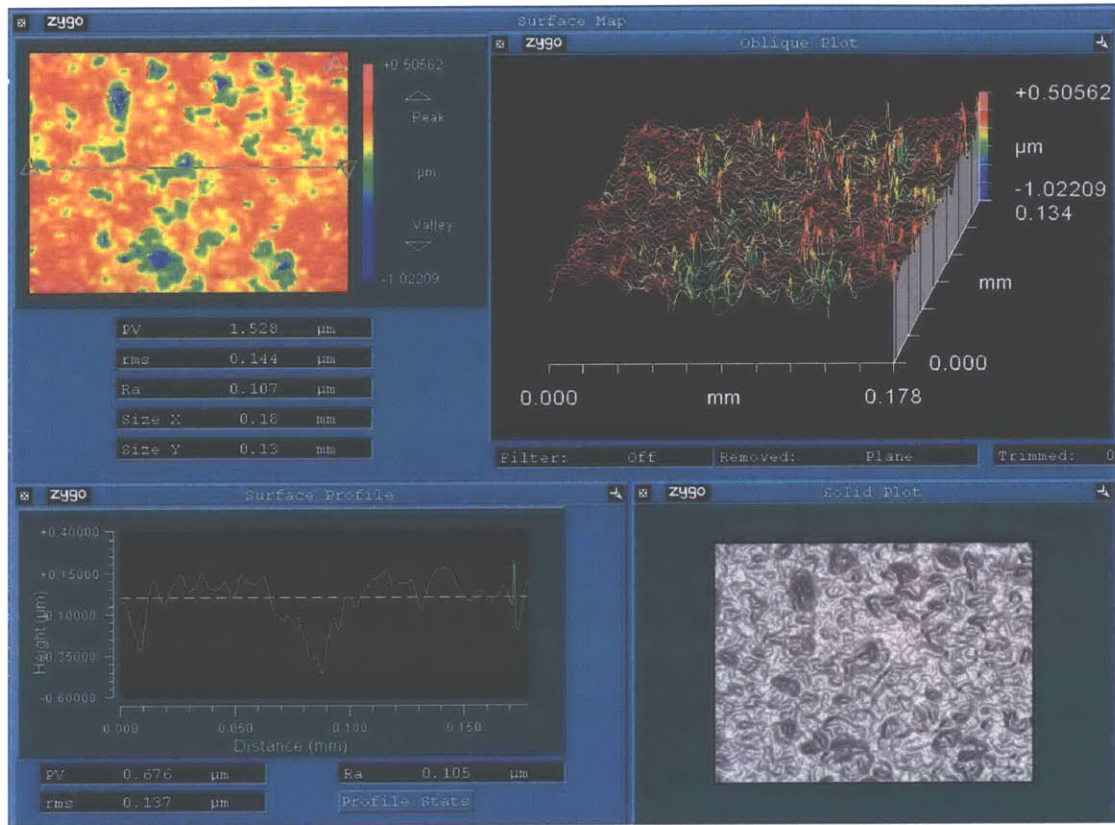 zygo Surface Map
+0.50562
Peak
µm
Valley
-1.02209
PV 1.528 µm
rms 0.144 µm
Ra 0.107 µm
Size X 0.18 mm
Size Y 0.13 mm
zygo Oblique Plot
+0.50562
µm
-1.02209
0.134
mm
0.000
0.000 mm 0.178
Filter: Off Removed: Plane Trimmed: 0
zygo Surface Profile
+0.40000
+0.15000
-0.10000
-0.35000
-0.60000
Height (µm)
0.000 0.050 0.100 0.150
Distance (mm)
PV 0.676 µm Ra 0.105 µm
rms 0.137 µm Profile Stats
zygo Solid Plot